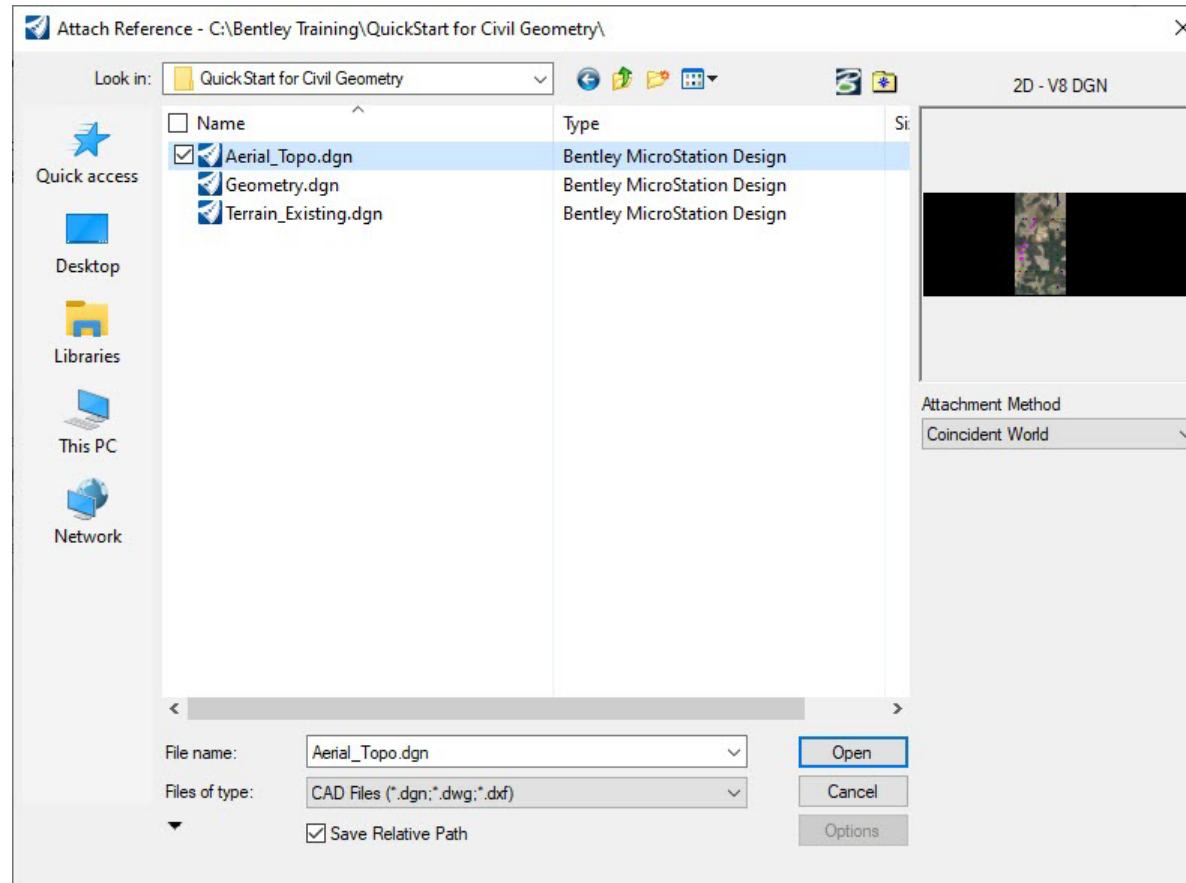 Attach Reference - C:\Bentley Training\QuickStart for Civil Geometry\
Look in:
QuickStart for Civil Geometry
2D - V8 DGN
Name
Type
Si
Quick access
Desktop
Libraries
This PC
Network
Aerial_Topo.dgn
Bentley MicroStation Design
Geometry.dgn
Bentley MicroStation Design
Terrain_Existing.dgn
Bentley MicroStation Design
Attachment Method
Coincident World
File name:
Aerial_Topo.dgn
Open
Files of type:
CAD Files (*.dgn;*.dwg;*.dxf)
Cancel
Save Relative Path
Options